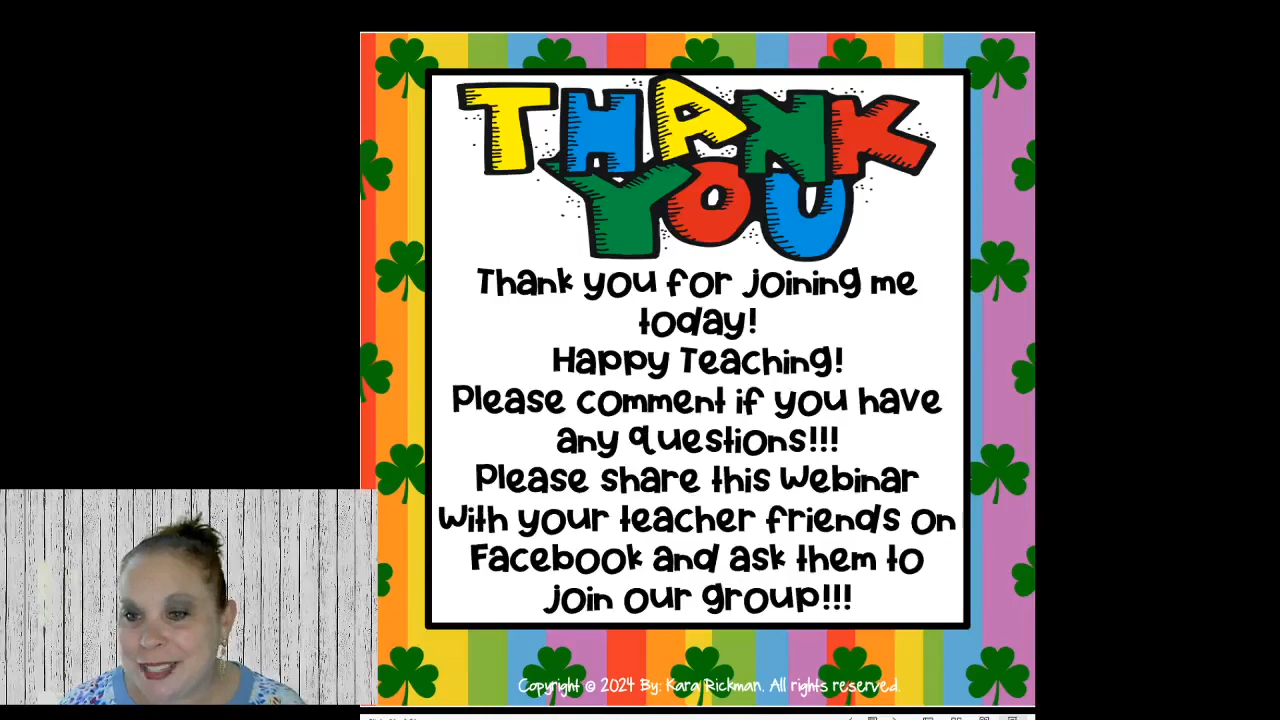 THANK
YOU
Thank you for joining me
today!
Happy Teaching!
Please comment if you have
any questions!!!
Please share this Webinar
With your teacher friends on
Facebook and ask them to
join our group!!!
Copyright © 2024 By: Kara Rickman. All rights reserved.